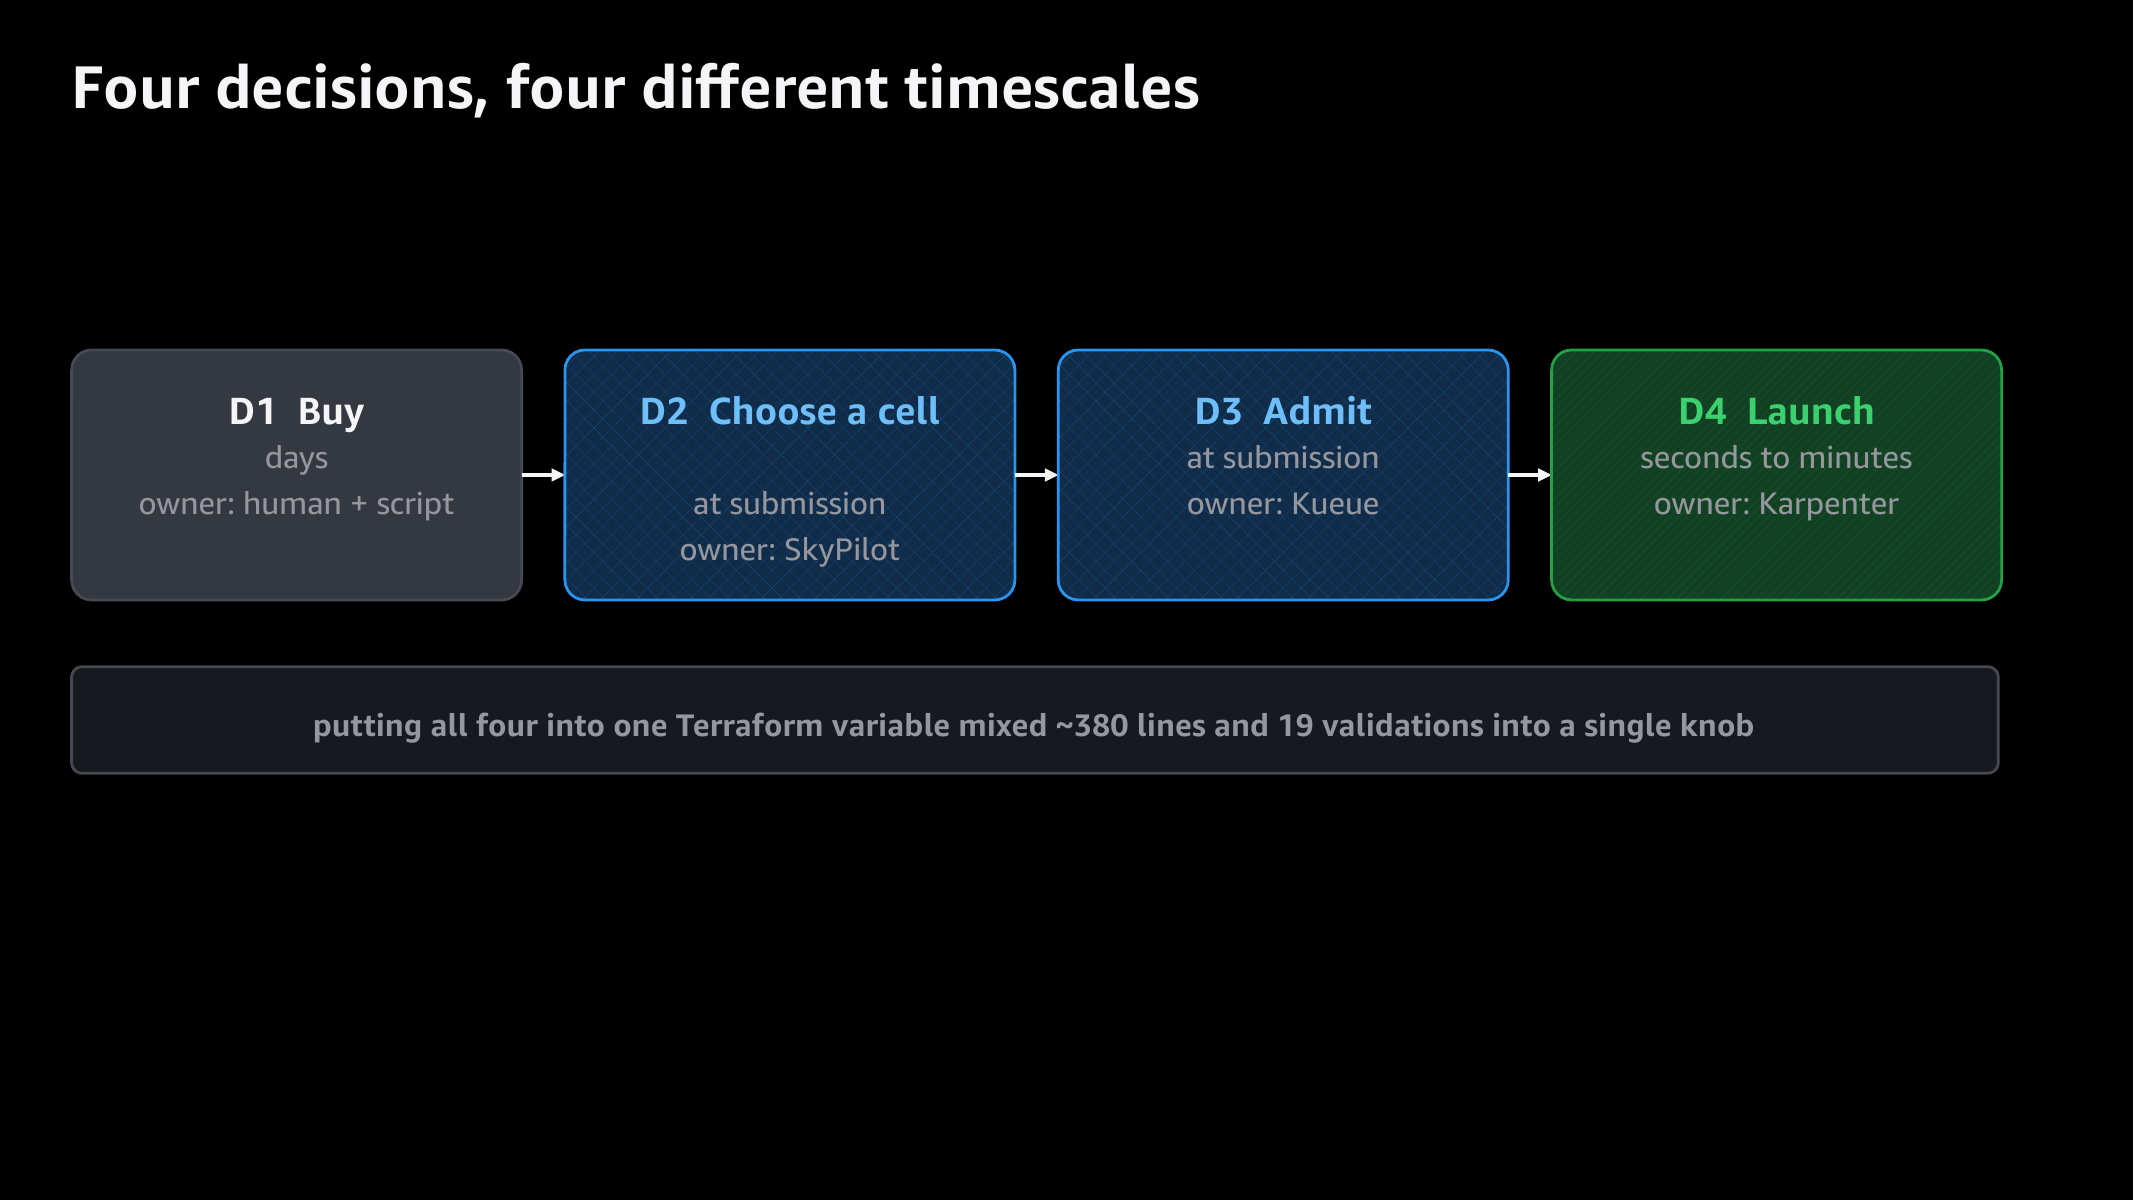 Four decisions, four different timescales
D1 Buy
days
owner: human + script
D2 Choose a cell
at submission
owner: SkyPilot
D3 Admit
at submission
owner: Kueue
D4 Launch
seconds to minutes
owner: Karpenter
putting all four into one Terraform variable mixed ~380 lines and 19 validations into a single knob